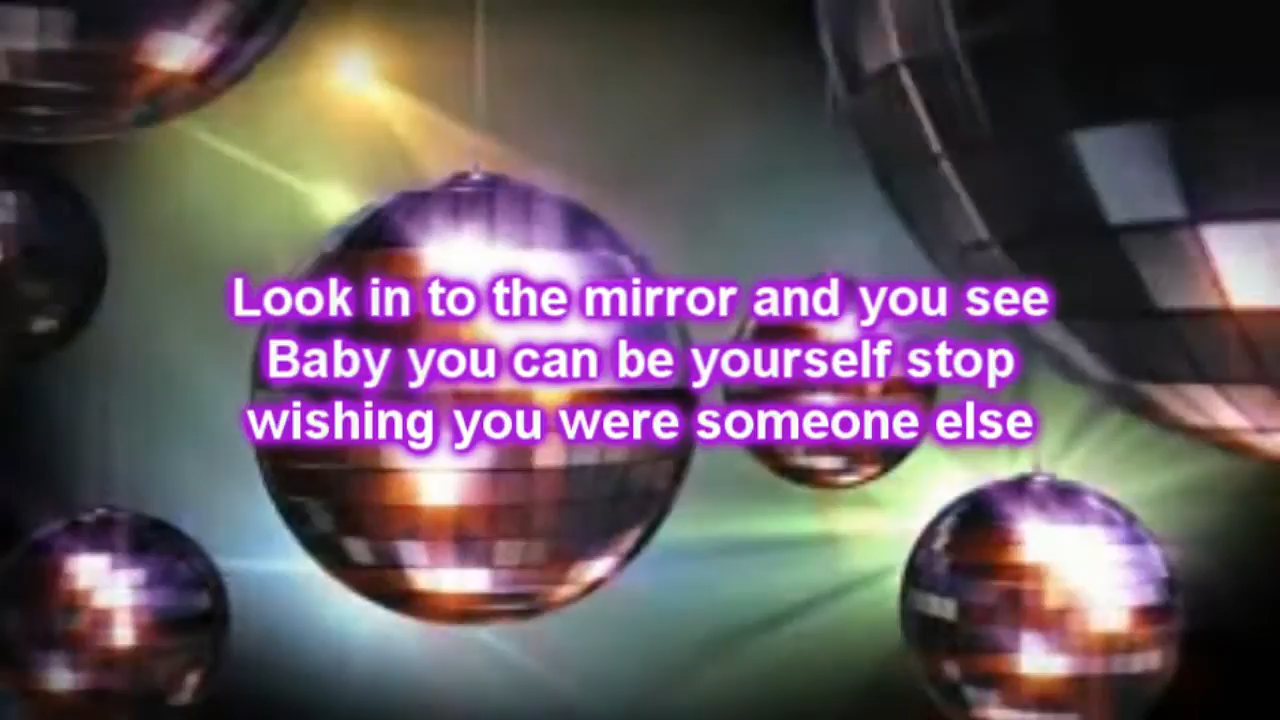 Look in to the mirror and you see
Baby you can be yourself stop
wishing you were someone else